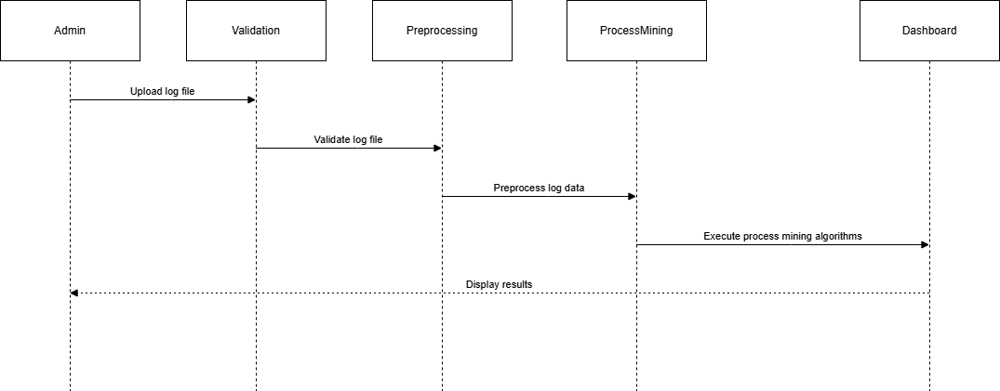 Admin
Validation
Preprocessing
ProcessMining
Dashboard
Upload log file
Validate log file
Preprocess log data
Execute process mining algorithms
Display results